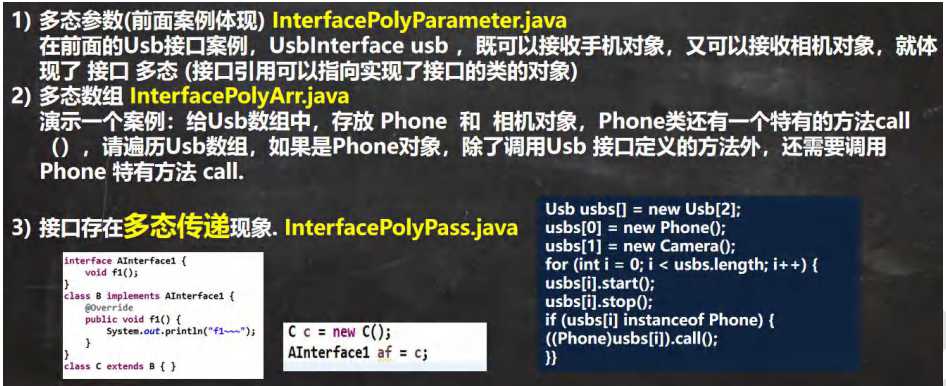 1) 多态参数(前面案例体现) InterfacePolyParameter.java
在前面的Usb接口案例，UsbInterface usb ，既可以接收手机对象，又可以接收相机对象，就体
现了 接口 多态 (接口引用可以指向实现了接口的类的对象)
2) 多态数组 InterfacePolyArr.java
演示一个案例：给Usb数组中，存放 Phone 和 相机对象，Phone类还有一个特有的方法call
（），请遍历Usb数组，如果是Phone对象，除了调用Usb 接口定义的方法外，还需要调用
Phone 特有方法 call.
3) 接口存在多态传递现象. InterfacePolyPass.java
interface AInterface1 {
void f1();
}
class B implements AInterface1 {
@Override
public void f1() {
System.out.println("f1~~~");
}
}
class C extends B { }
C c = new C();
AInterface1 af = c;
Usb usbs[] = new Usb[2];
usbs[0] = new Phone();
usbs[1] = new Camera();
for (int i = 0; i < usbs.length; i++) {
usbs[i].start();
usbs[i].stop();
if (usbs[i] instanceof Phone) {
((Phone)usbs[i]).call();
}}